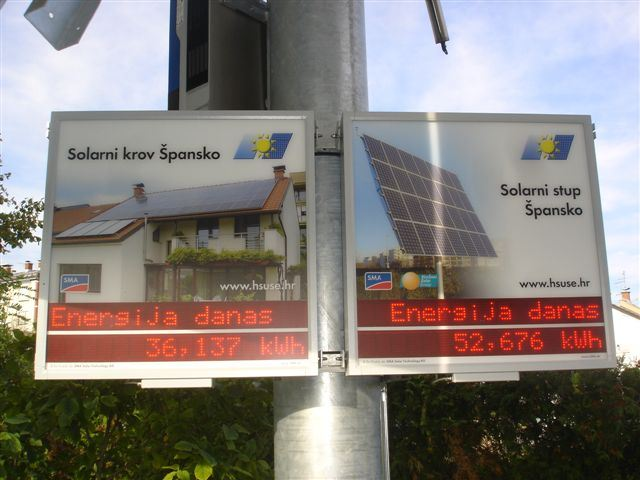 Solarni krov Špansko
SMA
www.hsuse.hr
Energija danas
36,137 kWh
Solarni stup
Špansko
SMA
www.hsuse.hr
Energija danas
52,676 kWh